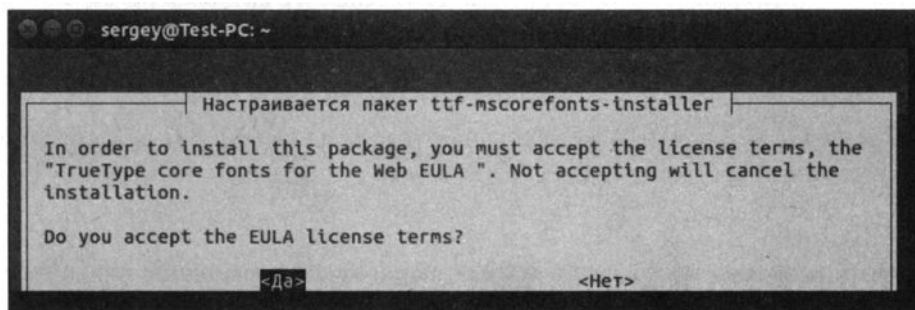 sergey@Test-PC: ~
Настраивается пакет ttf-mscorefonts-installer
In order to install this package, you must accept the license terms, the
"TrueType core fonts for the Web EULA ". Not accepting will cancel the
installation.
Do you accept the EULA license terms?
<Да> <Нет>